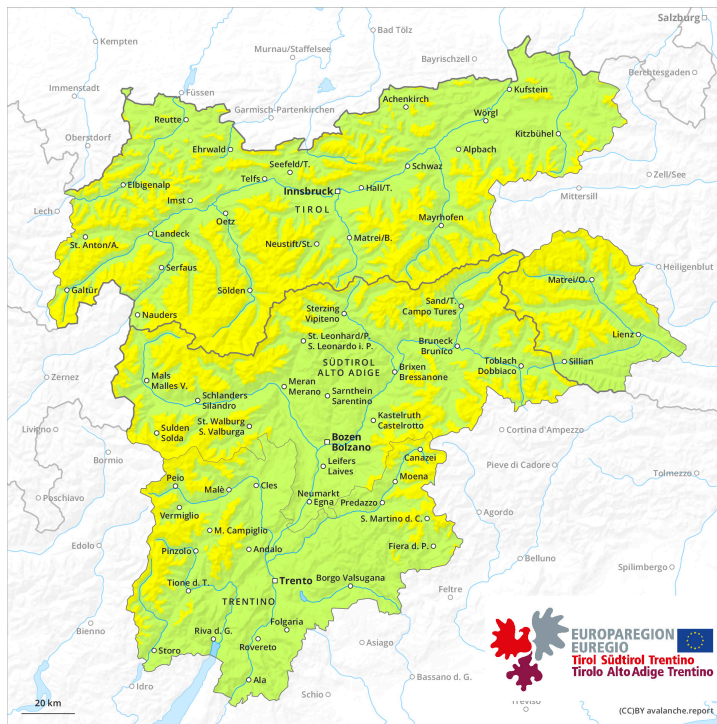 Salzburg
Kempten
Bad Tölz
Murnau/Staffelsee
Bayrischzell
Berchtesgaden
Immenstadt
Füssen
Kufstein
Achenkirch
Garmisch-Partenkirchen
Wörgl
Reutte
Kitzbühel
Oberstdorf
Ehrwald
Alpbach
Seefeld/T.
Schwaz
Telfs
Zell/See
Elbigenalp
Innsbruck
Hall/T.
Mittersill
Imst
TIROL
Lech
Oetz
Mayrhofen
St. Anton/A.
Landeck
Neustift/St.
Matrei/B.
Serfaus
Heiligenblut
Matrei/O.
Galtür
Sölden
Sand/T.
Campo Tures
Nauders
Sterzing
Vipiteno
Lienz
St. Leonhard/P.
S. Leonardo i. P.
Bruneck
Brunico
SÜDTIROL
ALTO ADIGE
Toblach
Dobbiaco
Sillian
Brixen
Bressanone
Zernez
Mals
Malles V.
Meran
Merano
Schlanders
Silandro
Sarnthein
Sarentino
St. Walburg
S. Valburga
Kastelruth
Castelrotto
Livigno
Sulden
Solda
Cortina d'Ampezzo
Bozen
Bolzano
Bormio
Canazei
Pieve di Cadore
Leifers
Laives
Tolmezzo
Peio
Malè
Cles
Moena
Poschiavo
Neumarkt
Egna
Predazzo
Vermiglio
Agordo
S. Martino d. C.
M. Campiglio
Edolo
Pinzolo
Andalo
Fiera d. P.
Belluno
Spilimbergo
Trento
Borgo Valsugana
Tione d. T.
Feltre
TRENTINO
Folgaria
Bienno
Riva d. G.
Rovereto
Asiago
Storo
Bassano d. G.
Ala
Idro
Schio
Treviso
EUROPAREGION
EUREGIO
Tirol Südtirol Trentino
Tirolo Alto Adige Trentino
20 km
(CC)BY avalanche.report